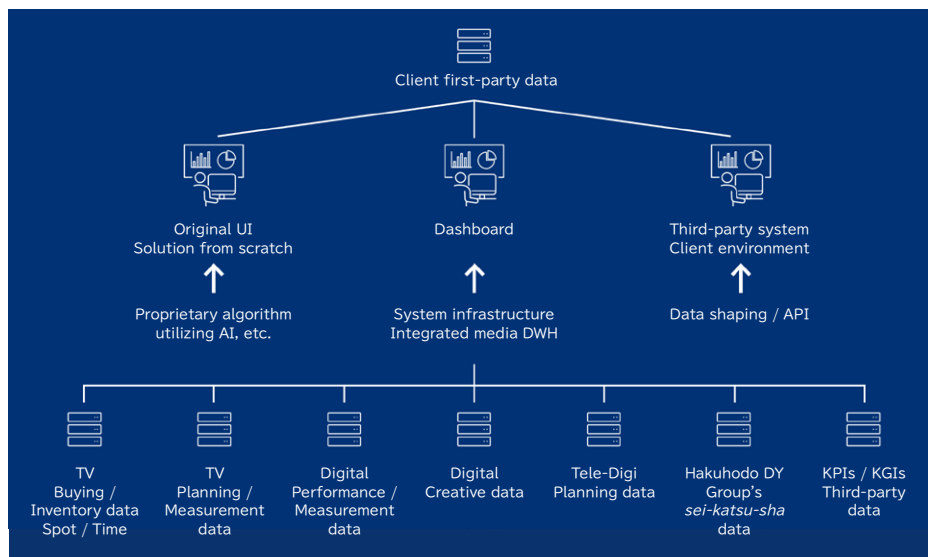 Client first-party data
Original UI
Solution from scratch
Dashboard
Third-party system
Client environment
Proprietary algorithm
utilizing AI, etc.
System infrastructure
Integrated media DWH
Data shaping / API
TV
Buying /
Inventory data
Spot / Time
TV
Planning /
Measurement
data
Digital
Performance /
Measurement
data
Digital
Creative data
Tele-Digi
Planning data
Hakuhodo DY
Group's
sei-katsu-sha
data
KPIs / KGIs
Third-party
data